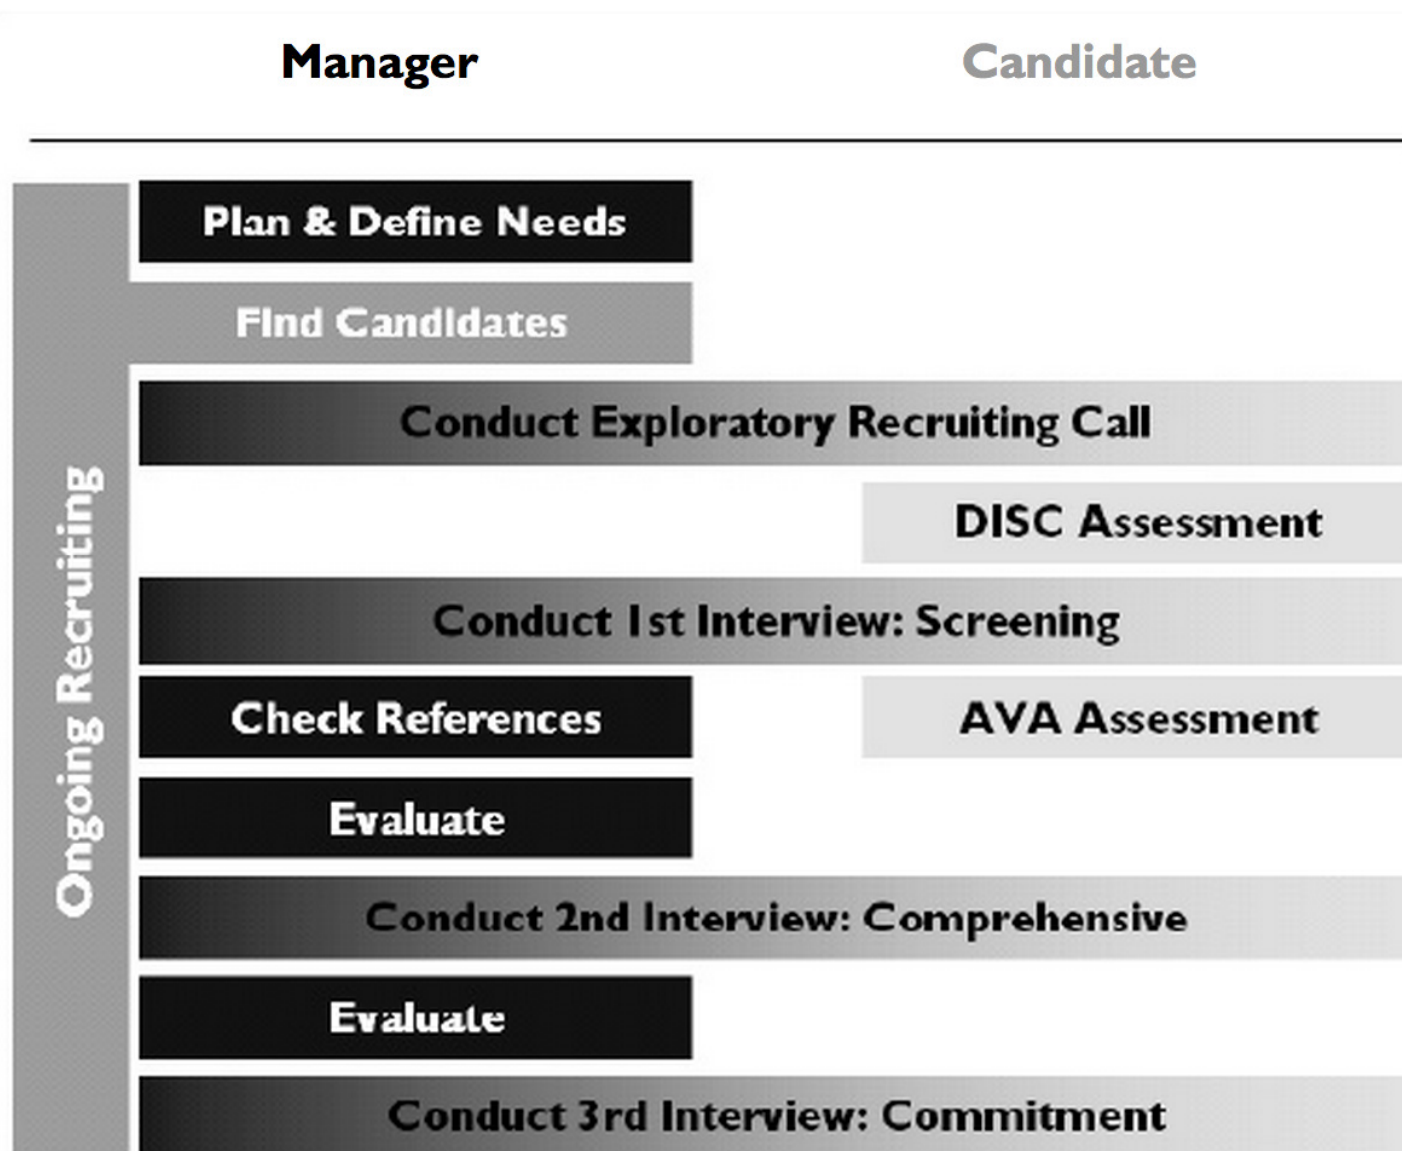 Manager
Candidate
Ongoing Recruiting
Plan & Define Needs
Find Candidates
Conduct Exploratory Recruiting Call
DISC Assessment
Conduct 1st Interview: Screening
Check References
AVA Assessment
Evaluate
Conduct 2nd Interview: Comprehensive
Evaluate
Conduct 3rd Interview: Commitment